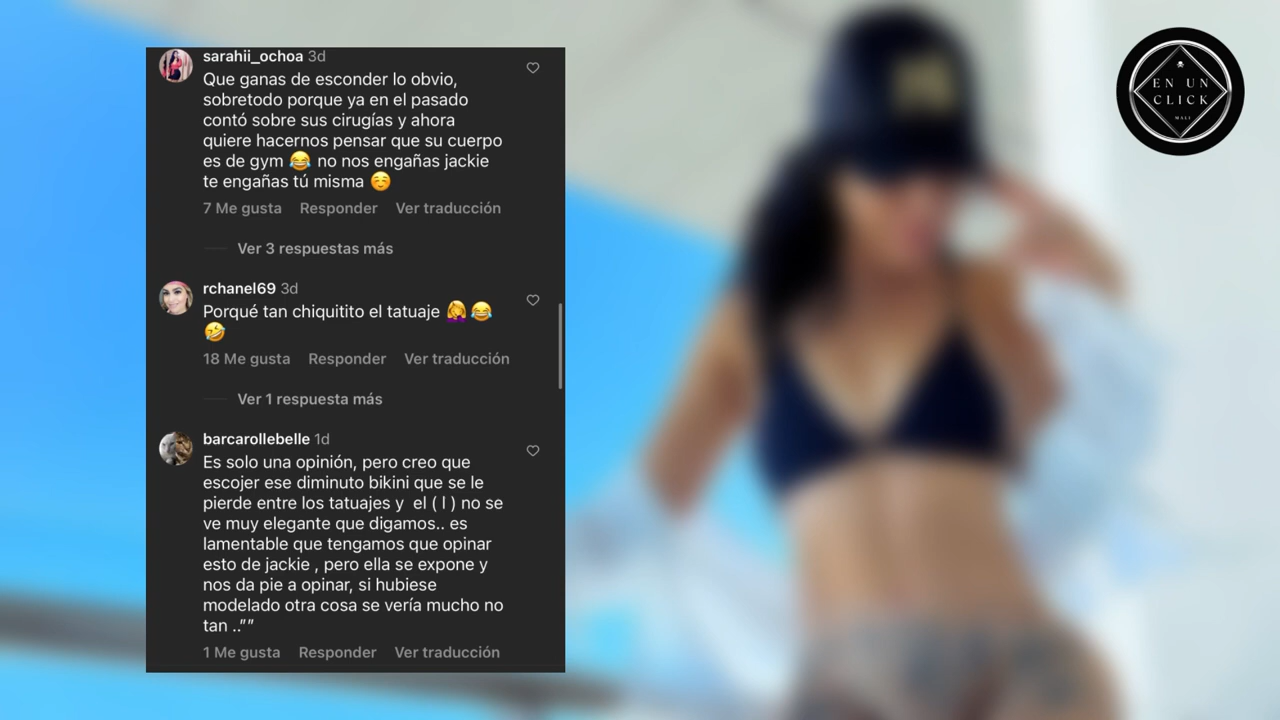 sarahii_ochoa 3d
Que ganas de esconder lo obvio,
sobretodo porque ya en el pasado
contó sobre sus cirugías y ahora
quiere hacernos pensar que su cuerpo
es de gym 😂 no nos engañas jackie
te engañas tú misma ☺️
7 Me gusta Responder Ver traducción
Ver 3 respuestas más
rchanel69 3d
Porqué tan chiquitito el tatuaje 🤦‍♀️😂
🤣
18 Me gusta Responder Ver traducción
Ver 1 respuesta más
barcarollebelle 1d
Es solo una opinión, pero creo que
escojer ese diminuto bikini que se le
pierde entre los tatuajes y el ( l ) no se
ve muy elegante que digamos.. es
lamentable que tengamos que opinar
esto de jackie , pero ella se expone y
nos da pie a opinar, si hubiese
modelado otra cosa se vería mucho no
tan ..””
1 Me gusta Responder Ver traducción
EN UN
CLICK
MALI